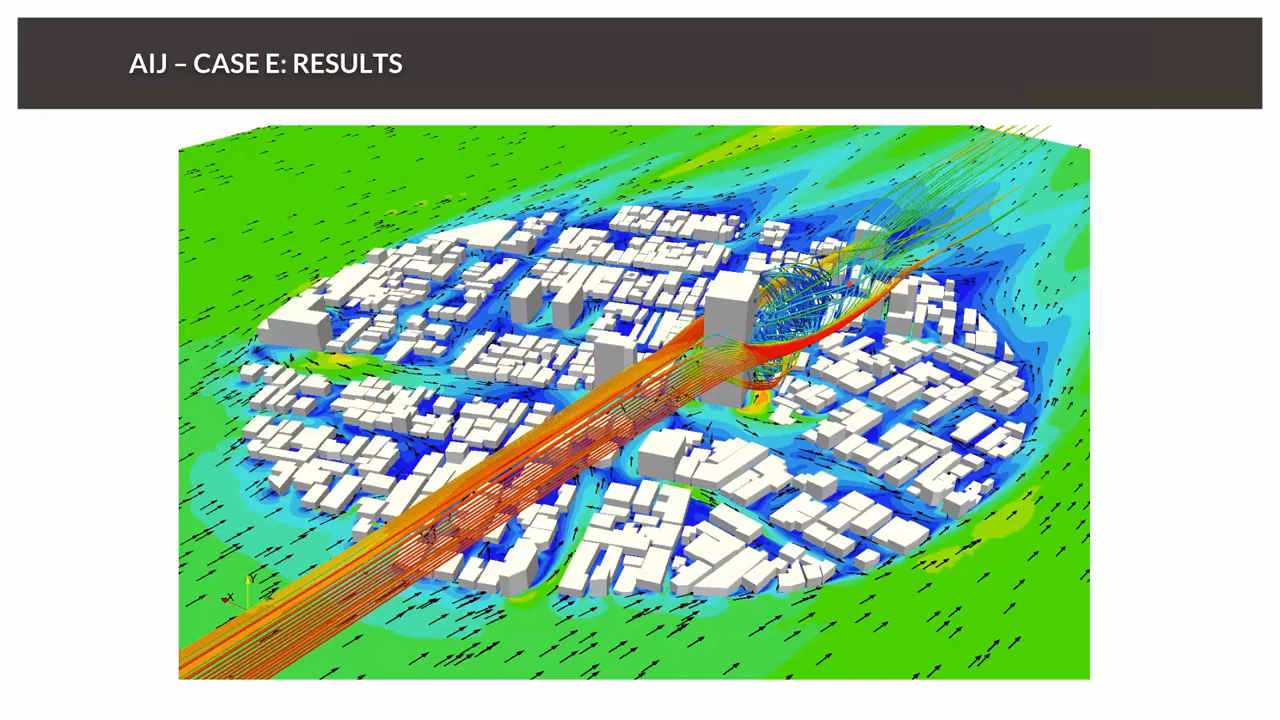 AIJ – CASE E: RESULTS
Y
X